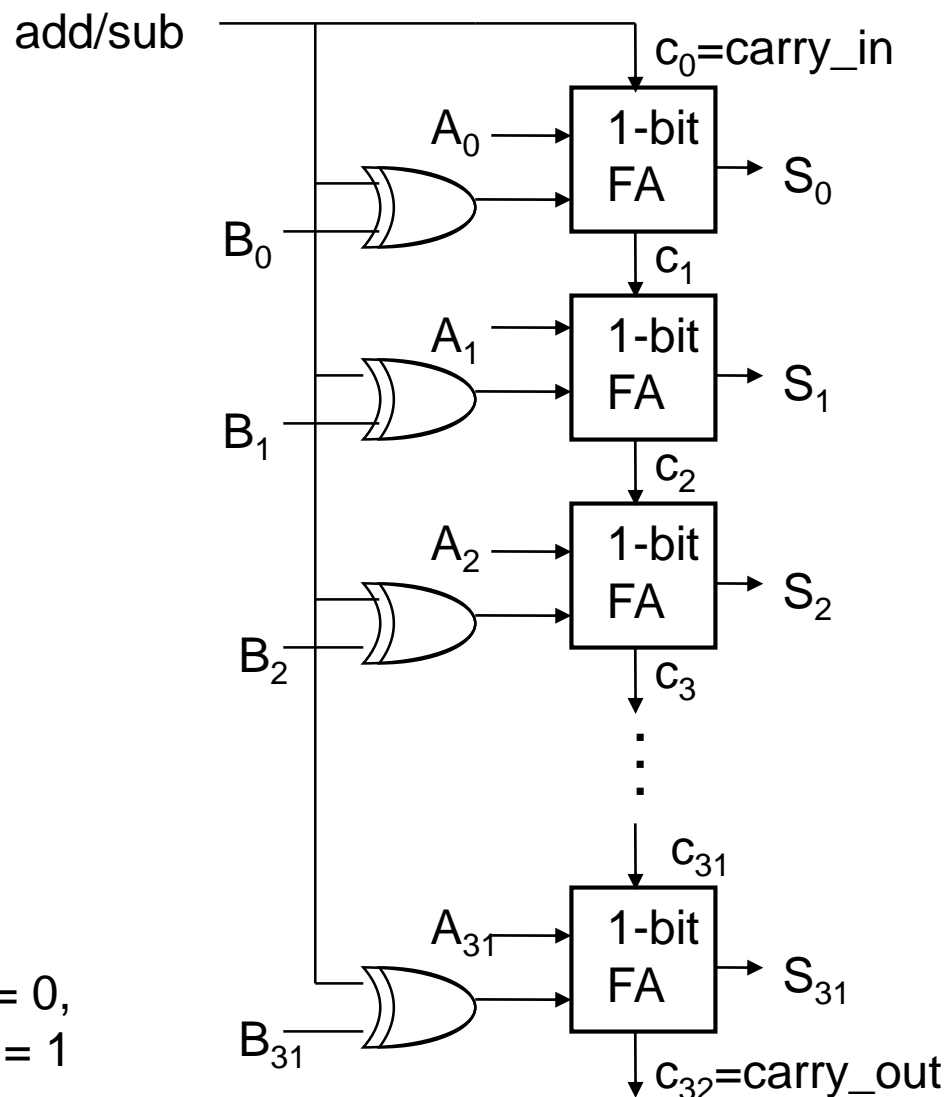 add/sub
c₀=carry_in
A₀
1-bit
FA
S₀
B₀
c₁
A₁
1-bit
FA
S₁
B₁
c₂
A₂
1-bit
FA
S₂
B₂
c₃
⋮
c₃₁
A₃₁
1-bit
FA
S₃₁
= 0,
B₃₁
= 1
c₃₂=carry_out